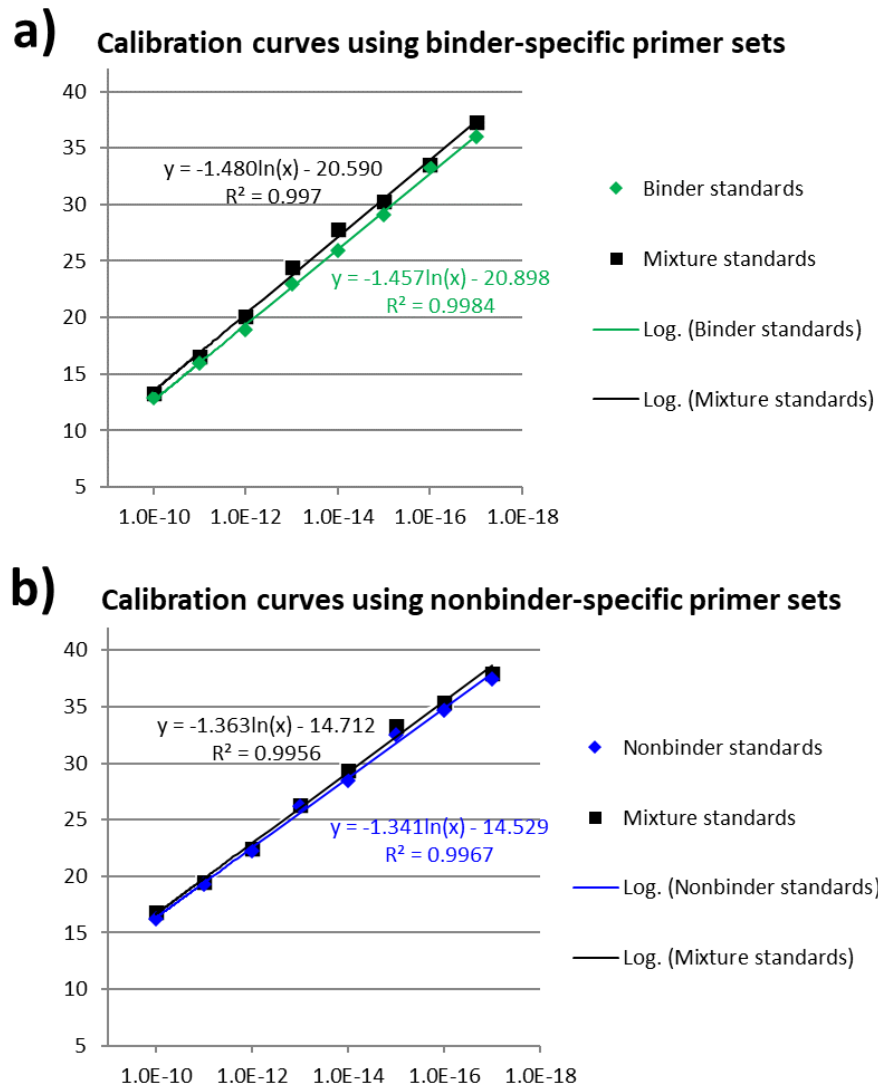 a)
Calibration curves using binder-specific primer sets
40
35
30
25
20
15
10
5
y = -1.480ln(x) - 20.590
R² = 0.997
y = -1.457ln(x) - 20.898
R² = 0.9984
1.0E-10 1.0E-12 1.0E-14 1.0E-16 1.0E-18
Binder standards
Mixture standards
Log. (Binder standards)
Log. (Mixture standards)
b)
Calibration curves using nonbinder-specific primer sets
40
35
30
25
20
15
10
5
y = -1.363ln(x) - 14.712
R² = 0.9956
y = -1.341ln(x) - 14.529
R² = 0.9967
1.0E-10 1.0E-12 1.0E-14 1.0E-16 1.0E-18
Nonbinder standards
Mixture standards
Log. (Nonbinder standards)
Log. (Mixture standards)